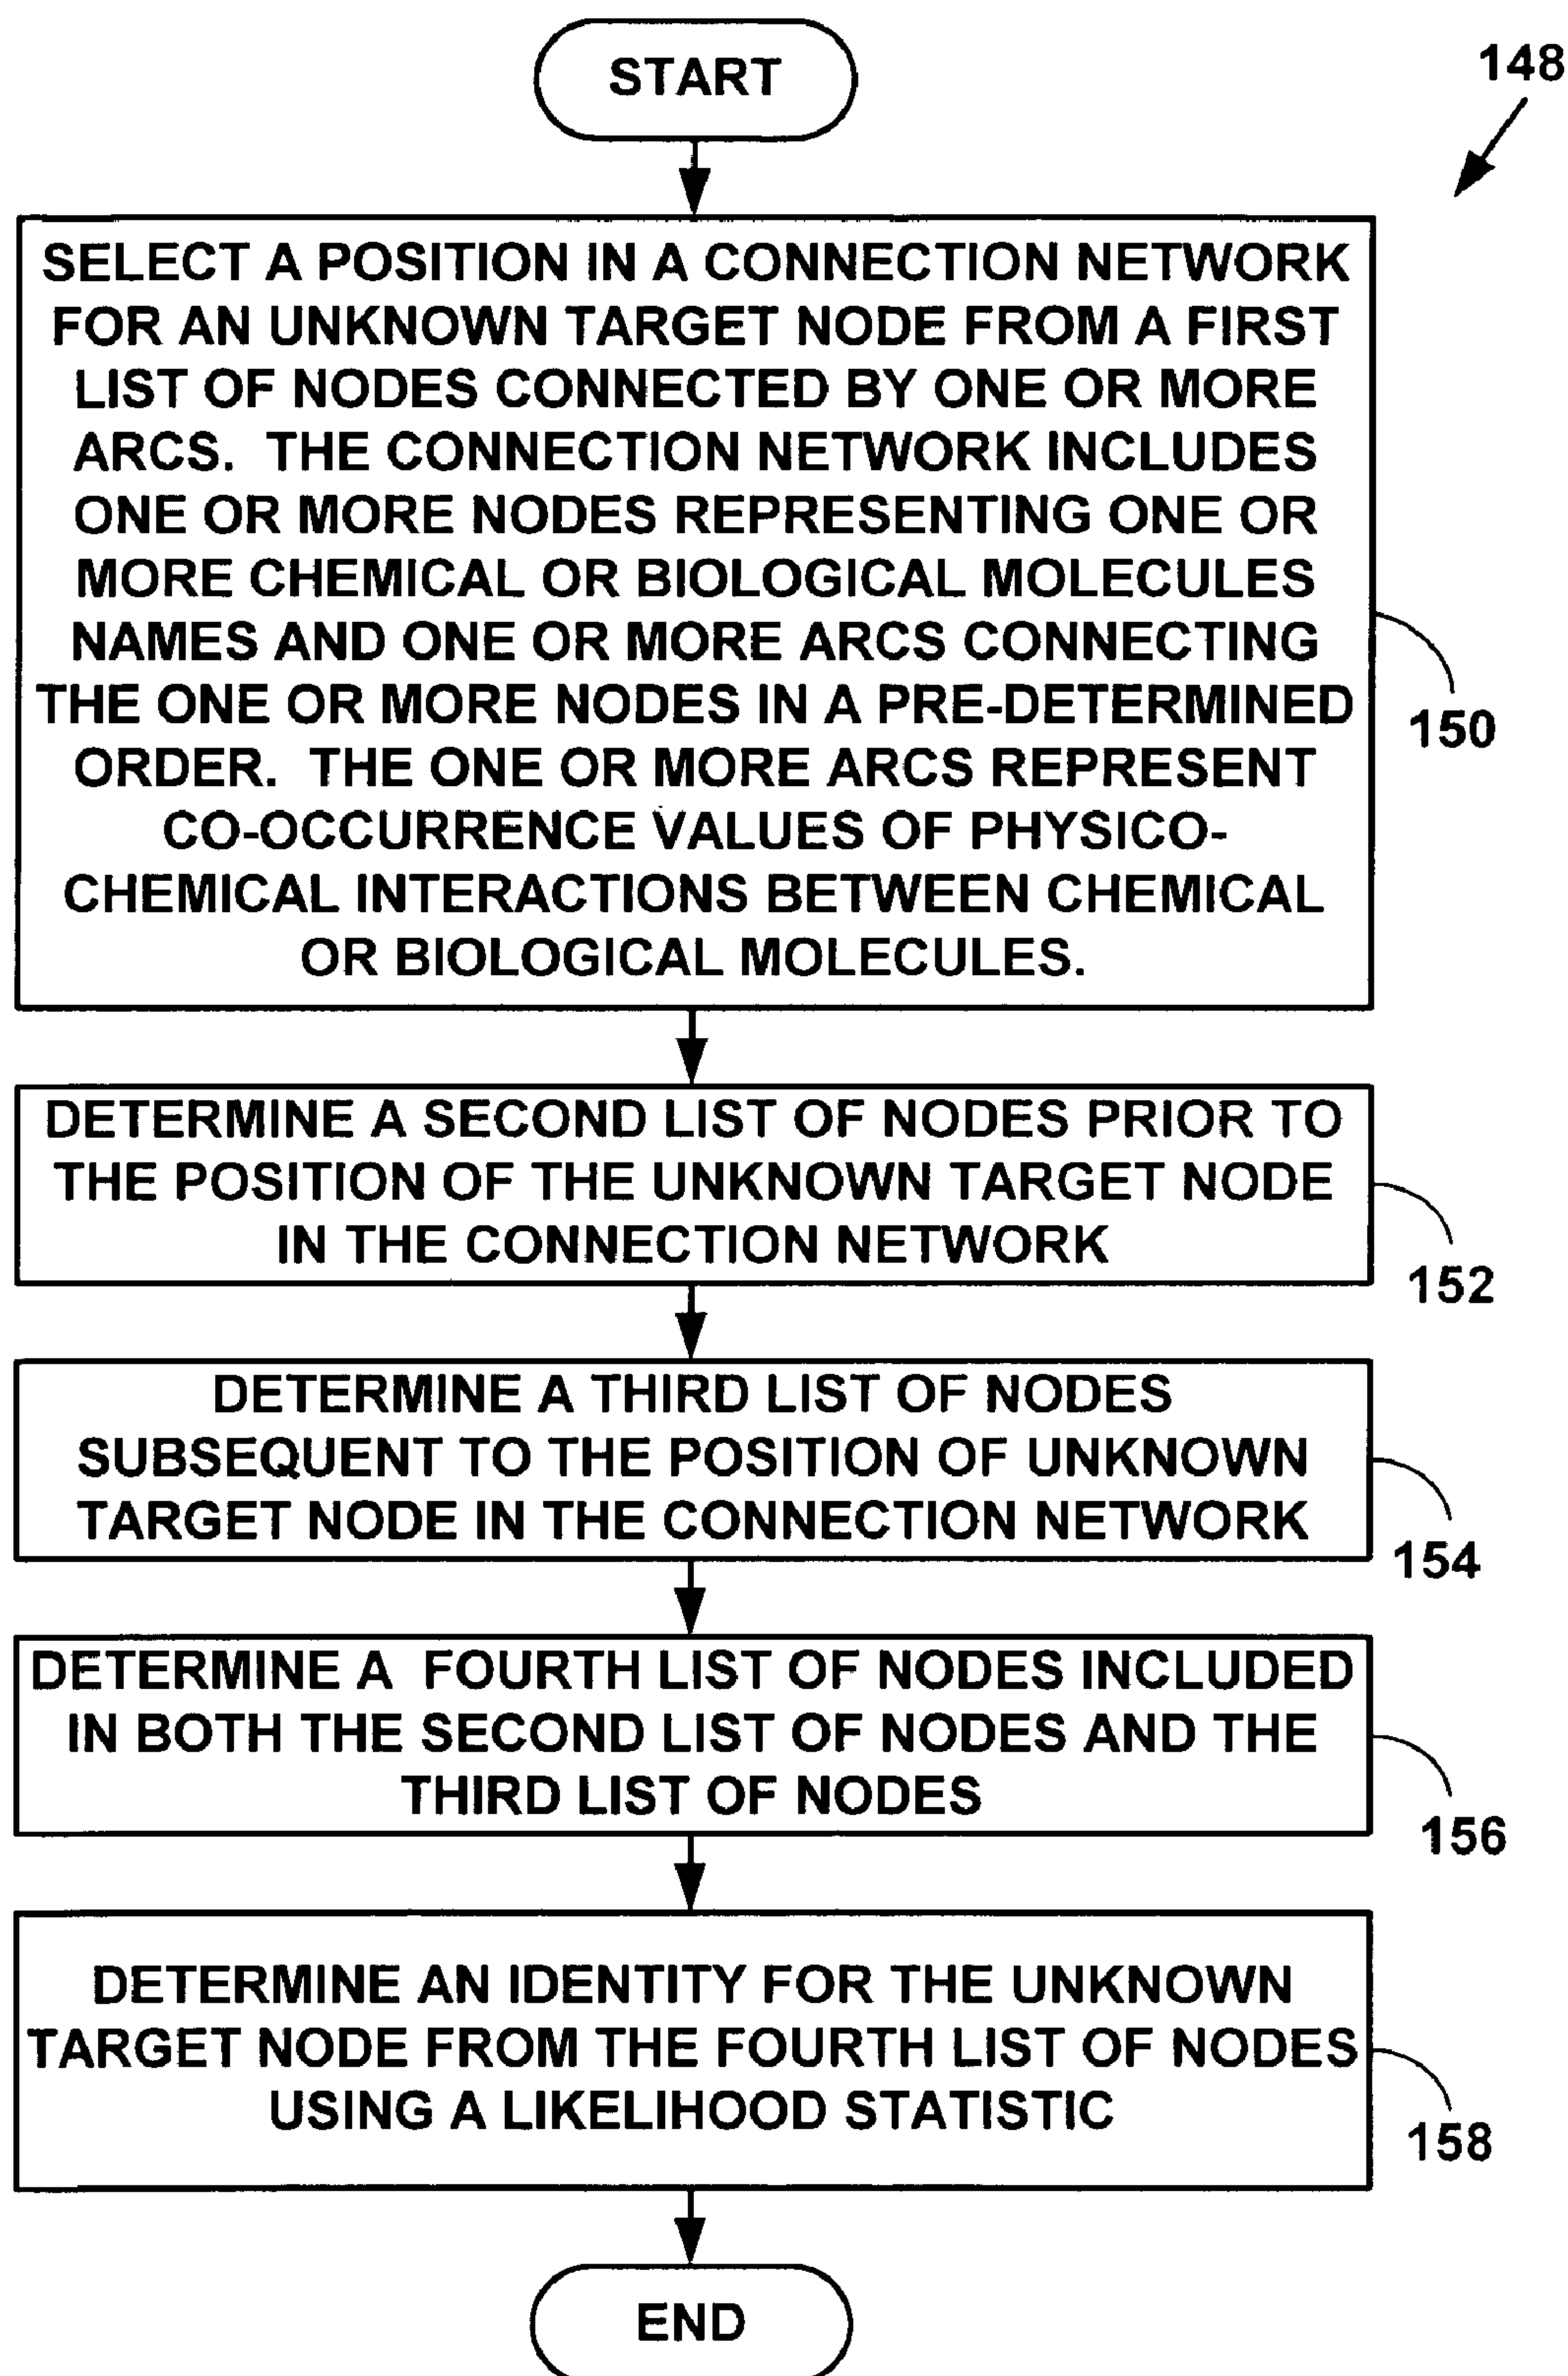 START
148
SELECT A POSITION IN A CONNECTION NETWORK
FOR AN UNKNOWN TARGET NODE FROM A FIRST
LIST OF NODES CONNECTED BY ONE OR MORE
ARCS. THE CONNECTION NETWORK INCLUDES
ONE OR MORE NODES REPRESENTING ONE OR
MORE CHEMICAL OR BIOLOGICAL MOLECULES
NAMES AND ONE OR MORE ARCS CONNECTING
THE ONE OR MORE NODES IN A PRE-DETERMINED
ORDER. THE ONE OR MORE ARCS REPRESENT
CO-OCCURRENCE VALUES OF PHYSICO-
CHEMICAL INTERACTIONS BETWEEN CHEMICAL
OR BIOLOGICAL MOLECULES.
150
DETERMINE A SECOND LIST OF NODES PRIOR TO
THE POSITION OF THE UNKNOWN TARGET NODE
IN THE CONNECTION NETWORK
152
DETERMINE A THIRD LIST OF NODES
SUBSEQUENT TO THE POSITION OF UNKNOWN
TARGET NODE IN THE CONNECTION NETWORK
154
DETERMINE A FOURTH LIST OF NODES INCLUDED
IN BOTH THE SECOND LIST OF NODES AND THE
THIRD LIST OF NODES
156
DETERMINE AN IDENTITY FOR THE UNKNOWN
TARGET NODE FROM THE FOURTH LIST OF NODES
USING A LIKELIHOOD STATISTIC
158
END